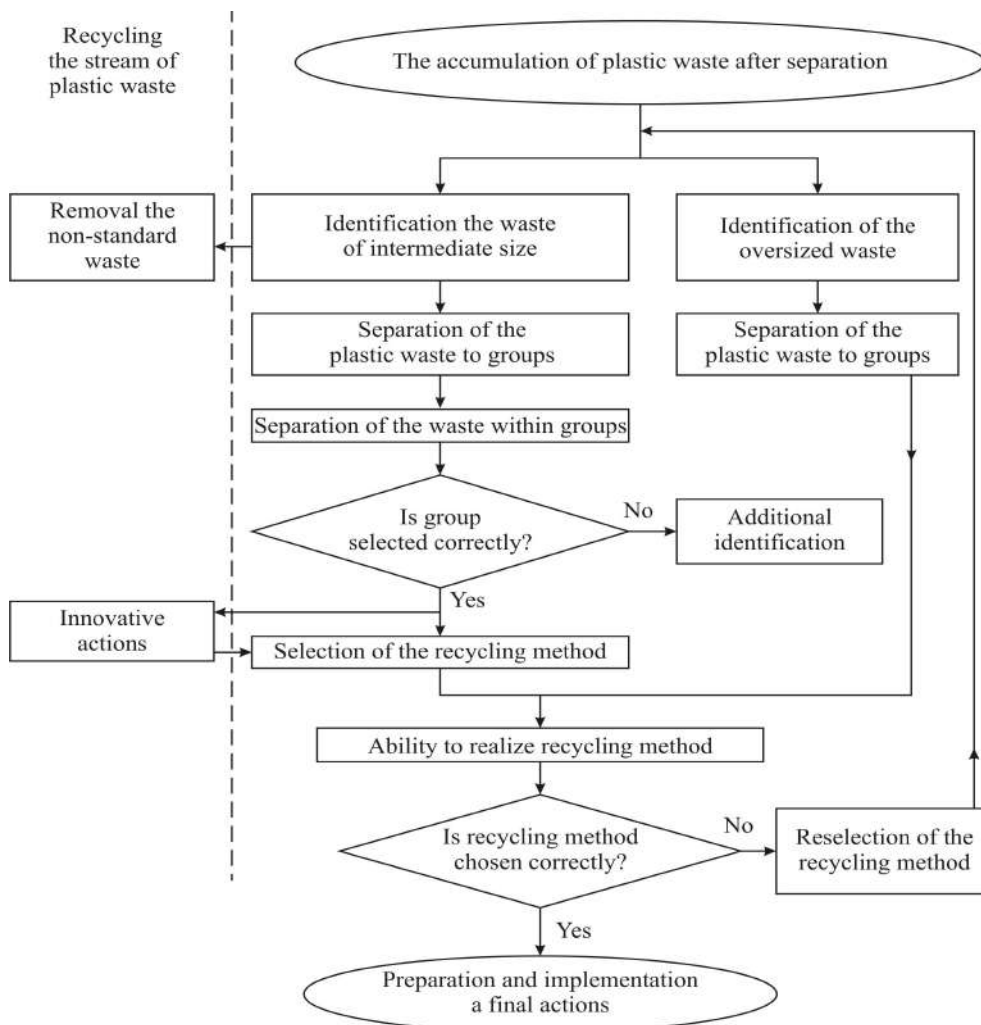 Recycling
the stream of
plastic waste
The accumulation of plastic waste after separation
Removal the
non-standard
waste
Identification the waste
of intermediate size
Identification of the
oversized waste
Separation of the
plastic waste to groups
Separation of the
plastic waste to groups
Separation of the waste within groups
Is group
selected correctly?
No
Additional
identification
Yes
Innovative
actions
Selection of the recycling method
Ability to realize recycling method
Is recycling method
chosen correctly?
No
Reselection of the
recycling method
Yes
Preparation and implementation
a final actions